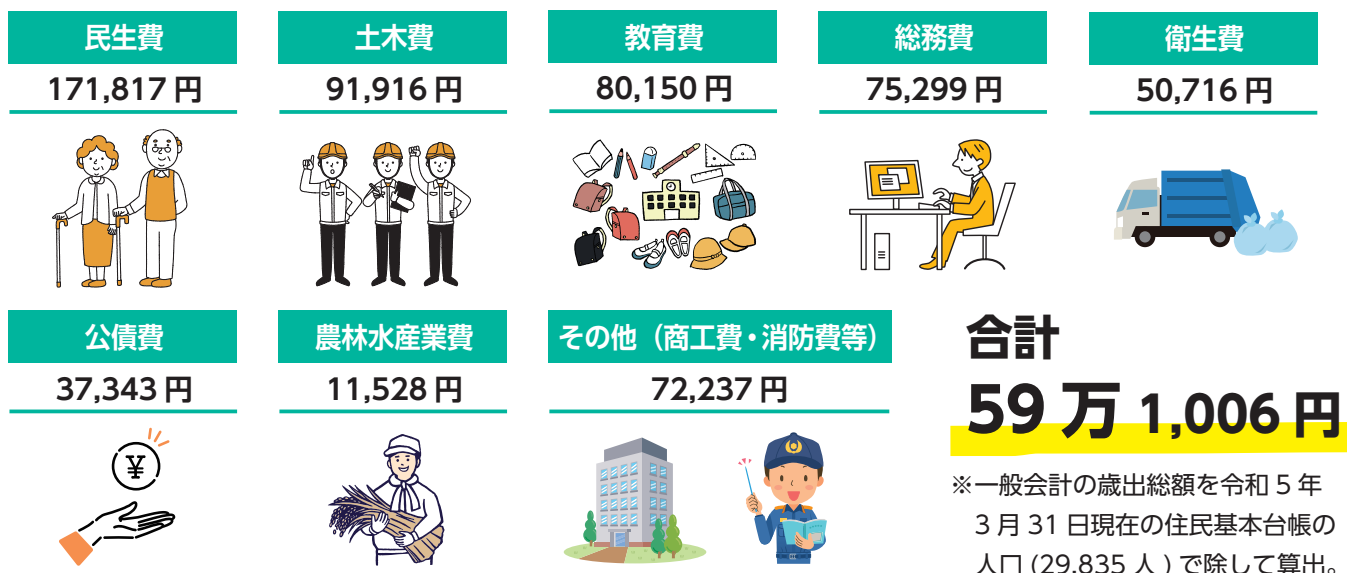 民生費
171,817 円
土木費
91,916 円
教育費
80,150 円
総務費
75,299 円
衛生費
50,716 円
公債費
37,343 円
農林水産業費
11,528 円
その他（商工費・消防費等）
72,237 円
合計
59 万 1,006 円
※一般会計の歳出総額を令和 5 年
3 月 31 日現在の住民基本台帳の
人口 (29,835 人 ) で除して算出。